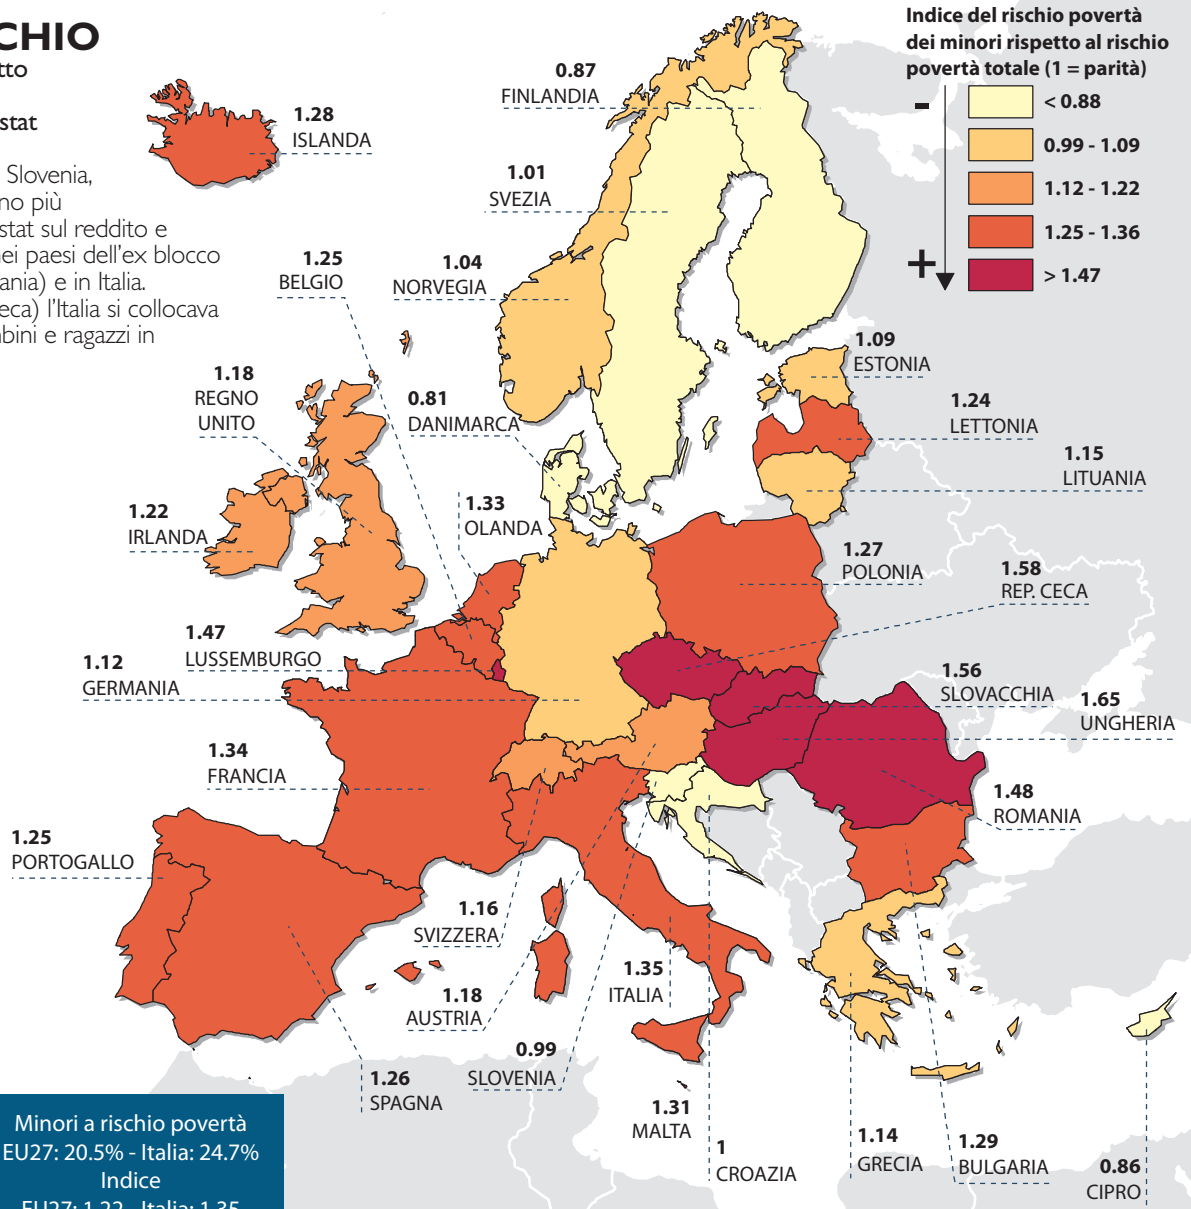 CHIO
tto
stat
Slovenia,
no più
stat sul reddito e
nei paesi dell'ex blocco
ania) e in Italia.
eca) l'Italia si collocava
nbini e ragazzi in
Indice del rischio povertà
dei minori rispetto al rischio
povertà totale (1 = parità)
-
< 0.88
0.99 - 1.09
1.12 - 1.22
1.25 - 1.36
+
> 1.47
1.28
ISLANDA
0.87
FINLANDIA
1.01
SVEZIA
1.25
BELGIO
1.04
NORVEGIA
1.09
ESTONIA
1.18
REGNO
UNITO
0.81
DANIMARCA
1.24
LETTONIA
1.15
LITUANIA
1.22
IRLANDA
1.33
OLANDA
1.27
POLONIA
1.58
REP. CECA
1.47
LUSSEMBURGO
1.12
GERMANIA
1.56
SLOVACCHIA
1.65
UNGHERIA
1.34
FRANCIA
1.48
ROMANIA
1.25
PORTOGALLO
1.16
SVIZZERA
1.35
ITALIA
1.18
AUSTRIA
0.99
SLOVENIA
1.26
SPAGNA
1.31
MALTA
1
CROAZIA
1.14
GRECIA
1.29
BULGARIA
0.86
CIPRO
Minori a rischio povertà
EU27: 20.5% - Italia: 24.7%
Indice
EU27: 1.22 - Italia: 1.35